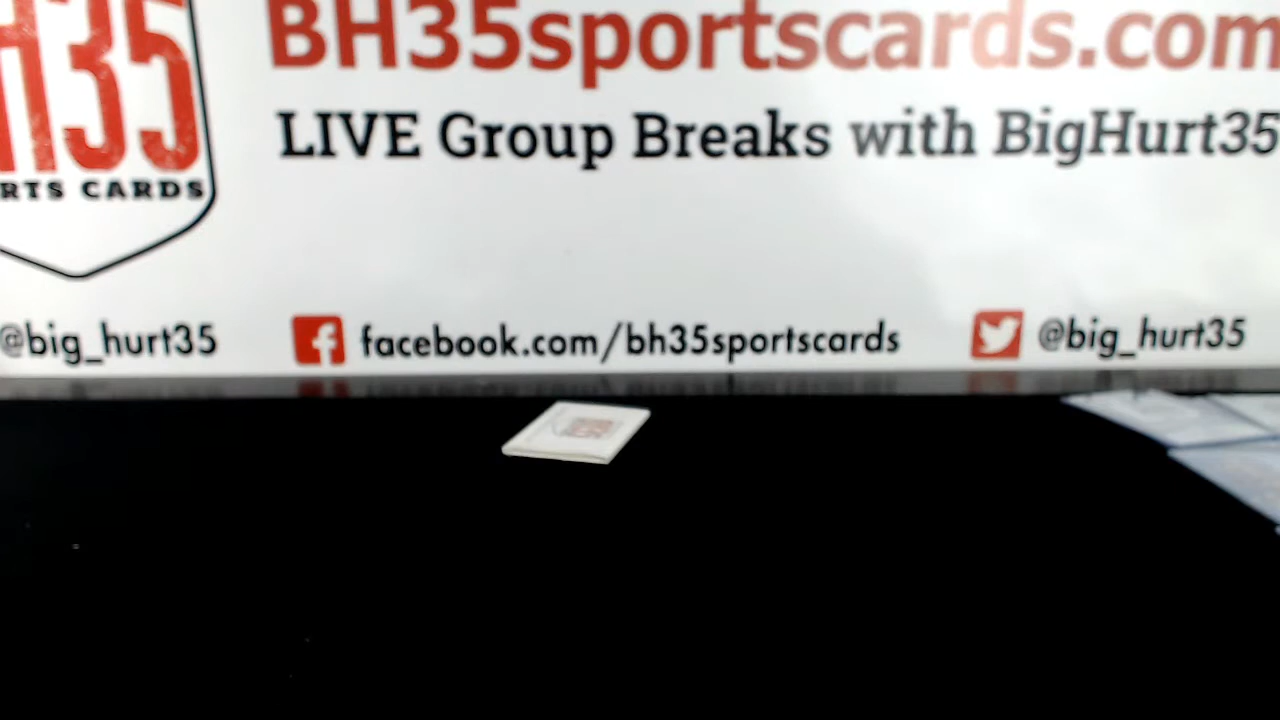 BH35sportscards.com
H35
LIVE Group Breaks with BigHurt35
RTS CARDS
@big_hurt35
facebook.com/bh35sportscards
@big_hurt35